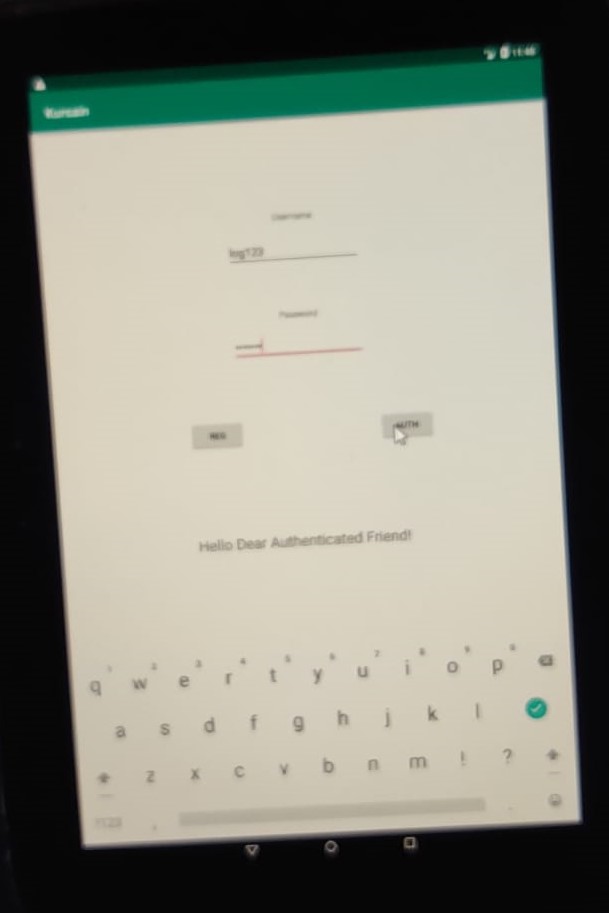 11:46
Kursain
Username
log123
Password
REG AUTH
Hello Dear Authenticated Friend!
1 2 3 4 5 6 7 8 9 0
q w e r t y u i o p
a s d f g h j k l
z x c v b n m ! ?
?123 , .